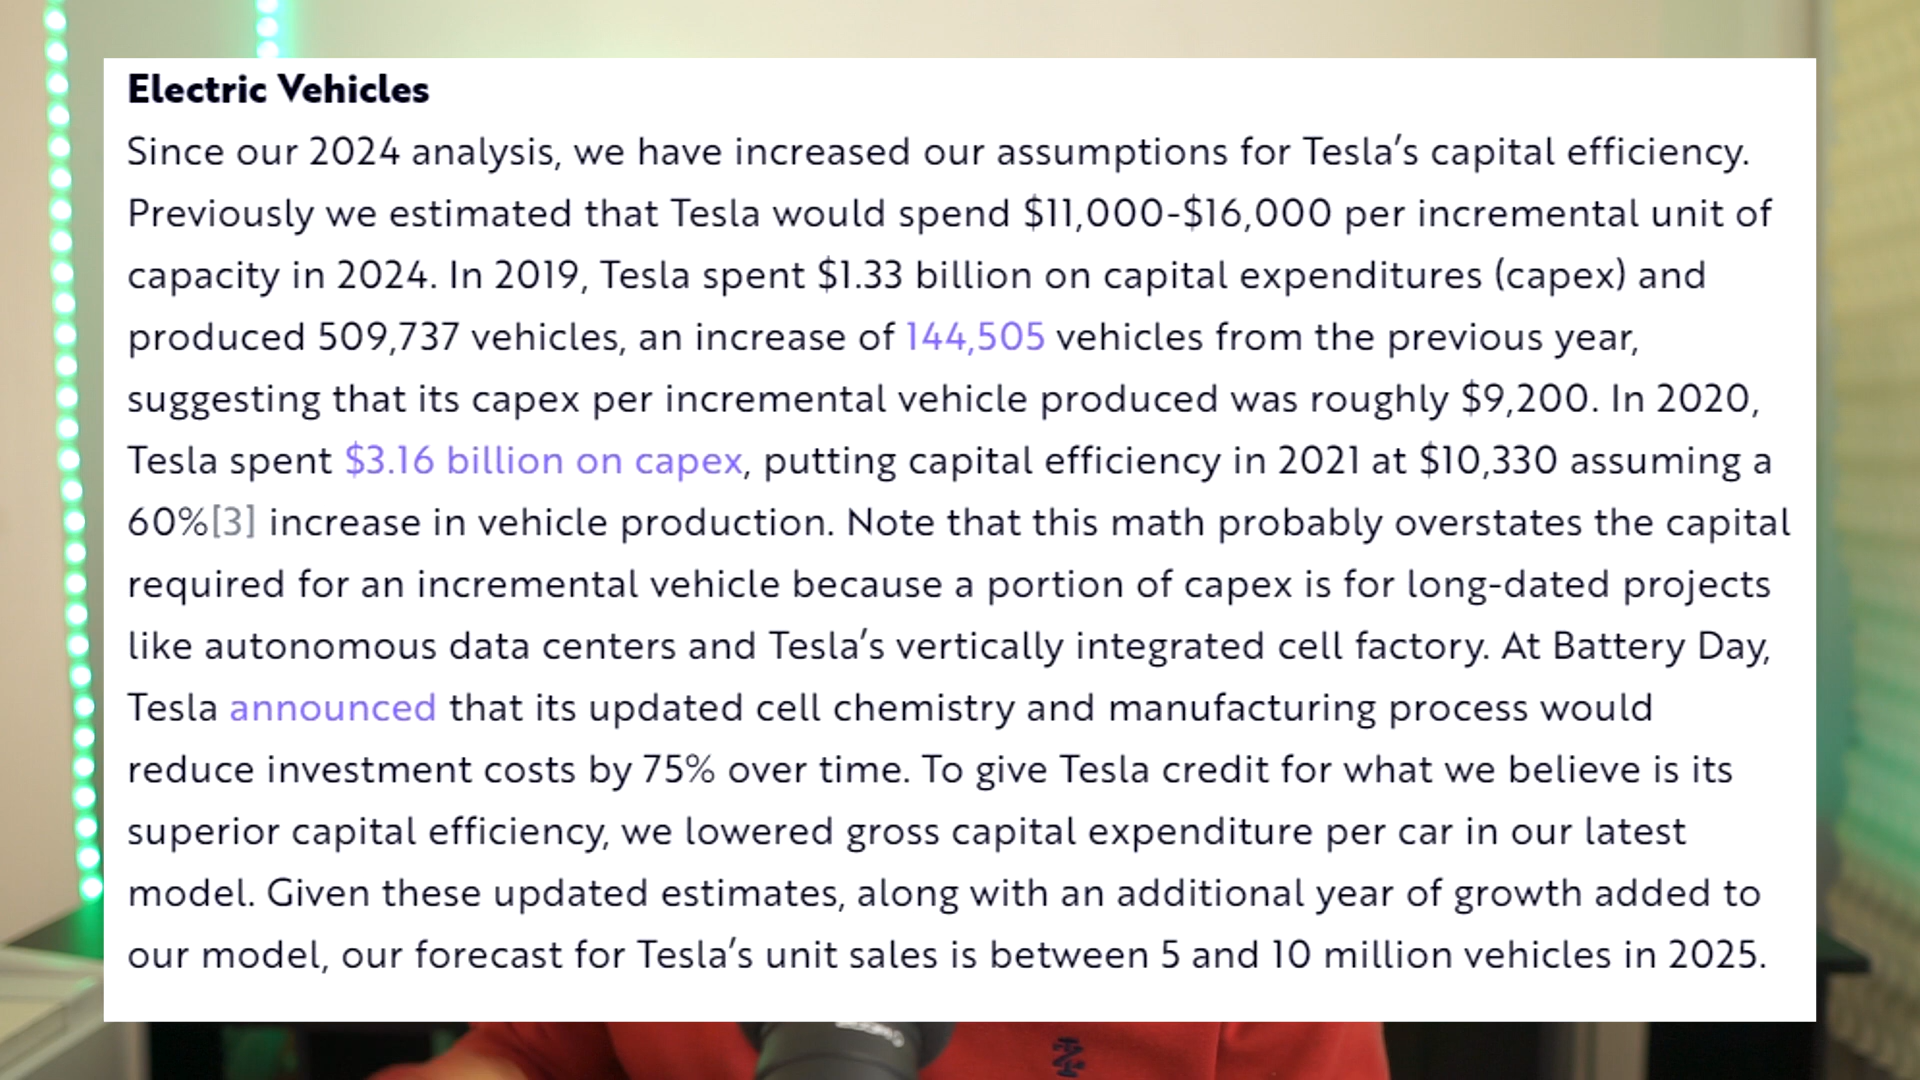 Electric Vehicles
Since our 2024 analysis, we have increased our assumptions for Tesla’s capital efficiency.
Previously we estimated that Tesla would spend $11,000-$16,000 per incremental unit of
capacity in 2024. In 2019, Tesla spent $1.33 billion on capital expenditures (capex) and
produced 509,737 vehicles, an increase of 144,505 vehicles from the previous year,
suggesting that its capex per incremental vehicle produced was roughly $9,200. In 2020,
Tesla spent $3.16 billion on capex, putting capital efficiency in 2021 at $10,330 assuming a
60%[3] increase in vehicle production. Note that this math probably overstates the capital
required for an incremental vehicle because a portion of capex is for long-dated projects
like autonomous data centers and Tesla’s vertically integrated cell factory. At Battery Day,
Tesla announced that its updated cell chemistry and manufacturing process would
reduce investment costs by 75% over time. To give Tesla credit for what we believe is its
superior capital efficiency, we lowered gross capital expenditure per car in our latest
model. Given these updated estimates, along with an additional year of growth added to
our model, our forecast for Tesla’s unit sales is between 5 and 10 million vehicles in 2025.